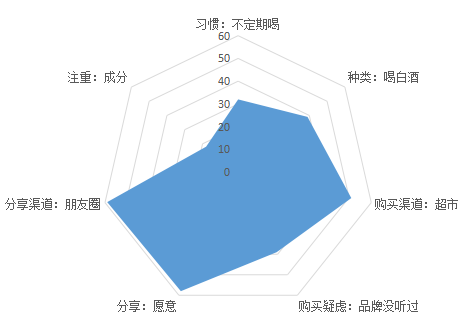 习惯：不定期喝
60
50
40
30
20
10
0
种类：喝白酒
购买渠道：超市
购买疑虑：品牌没听过
分享：愿意
分享渠道：朋友圈
注重：成分